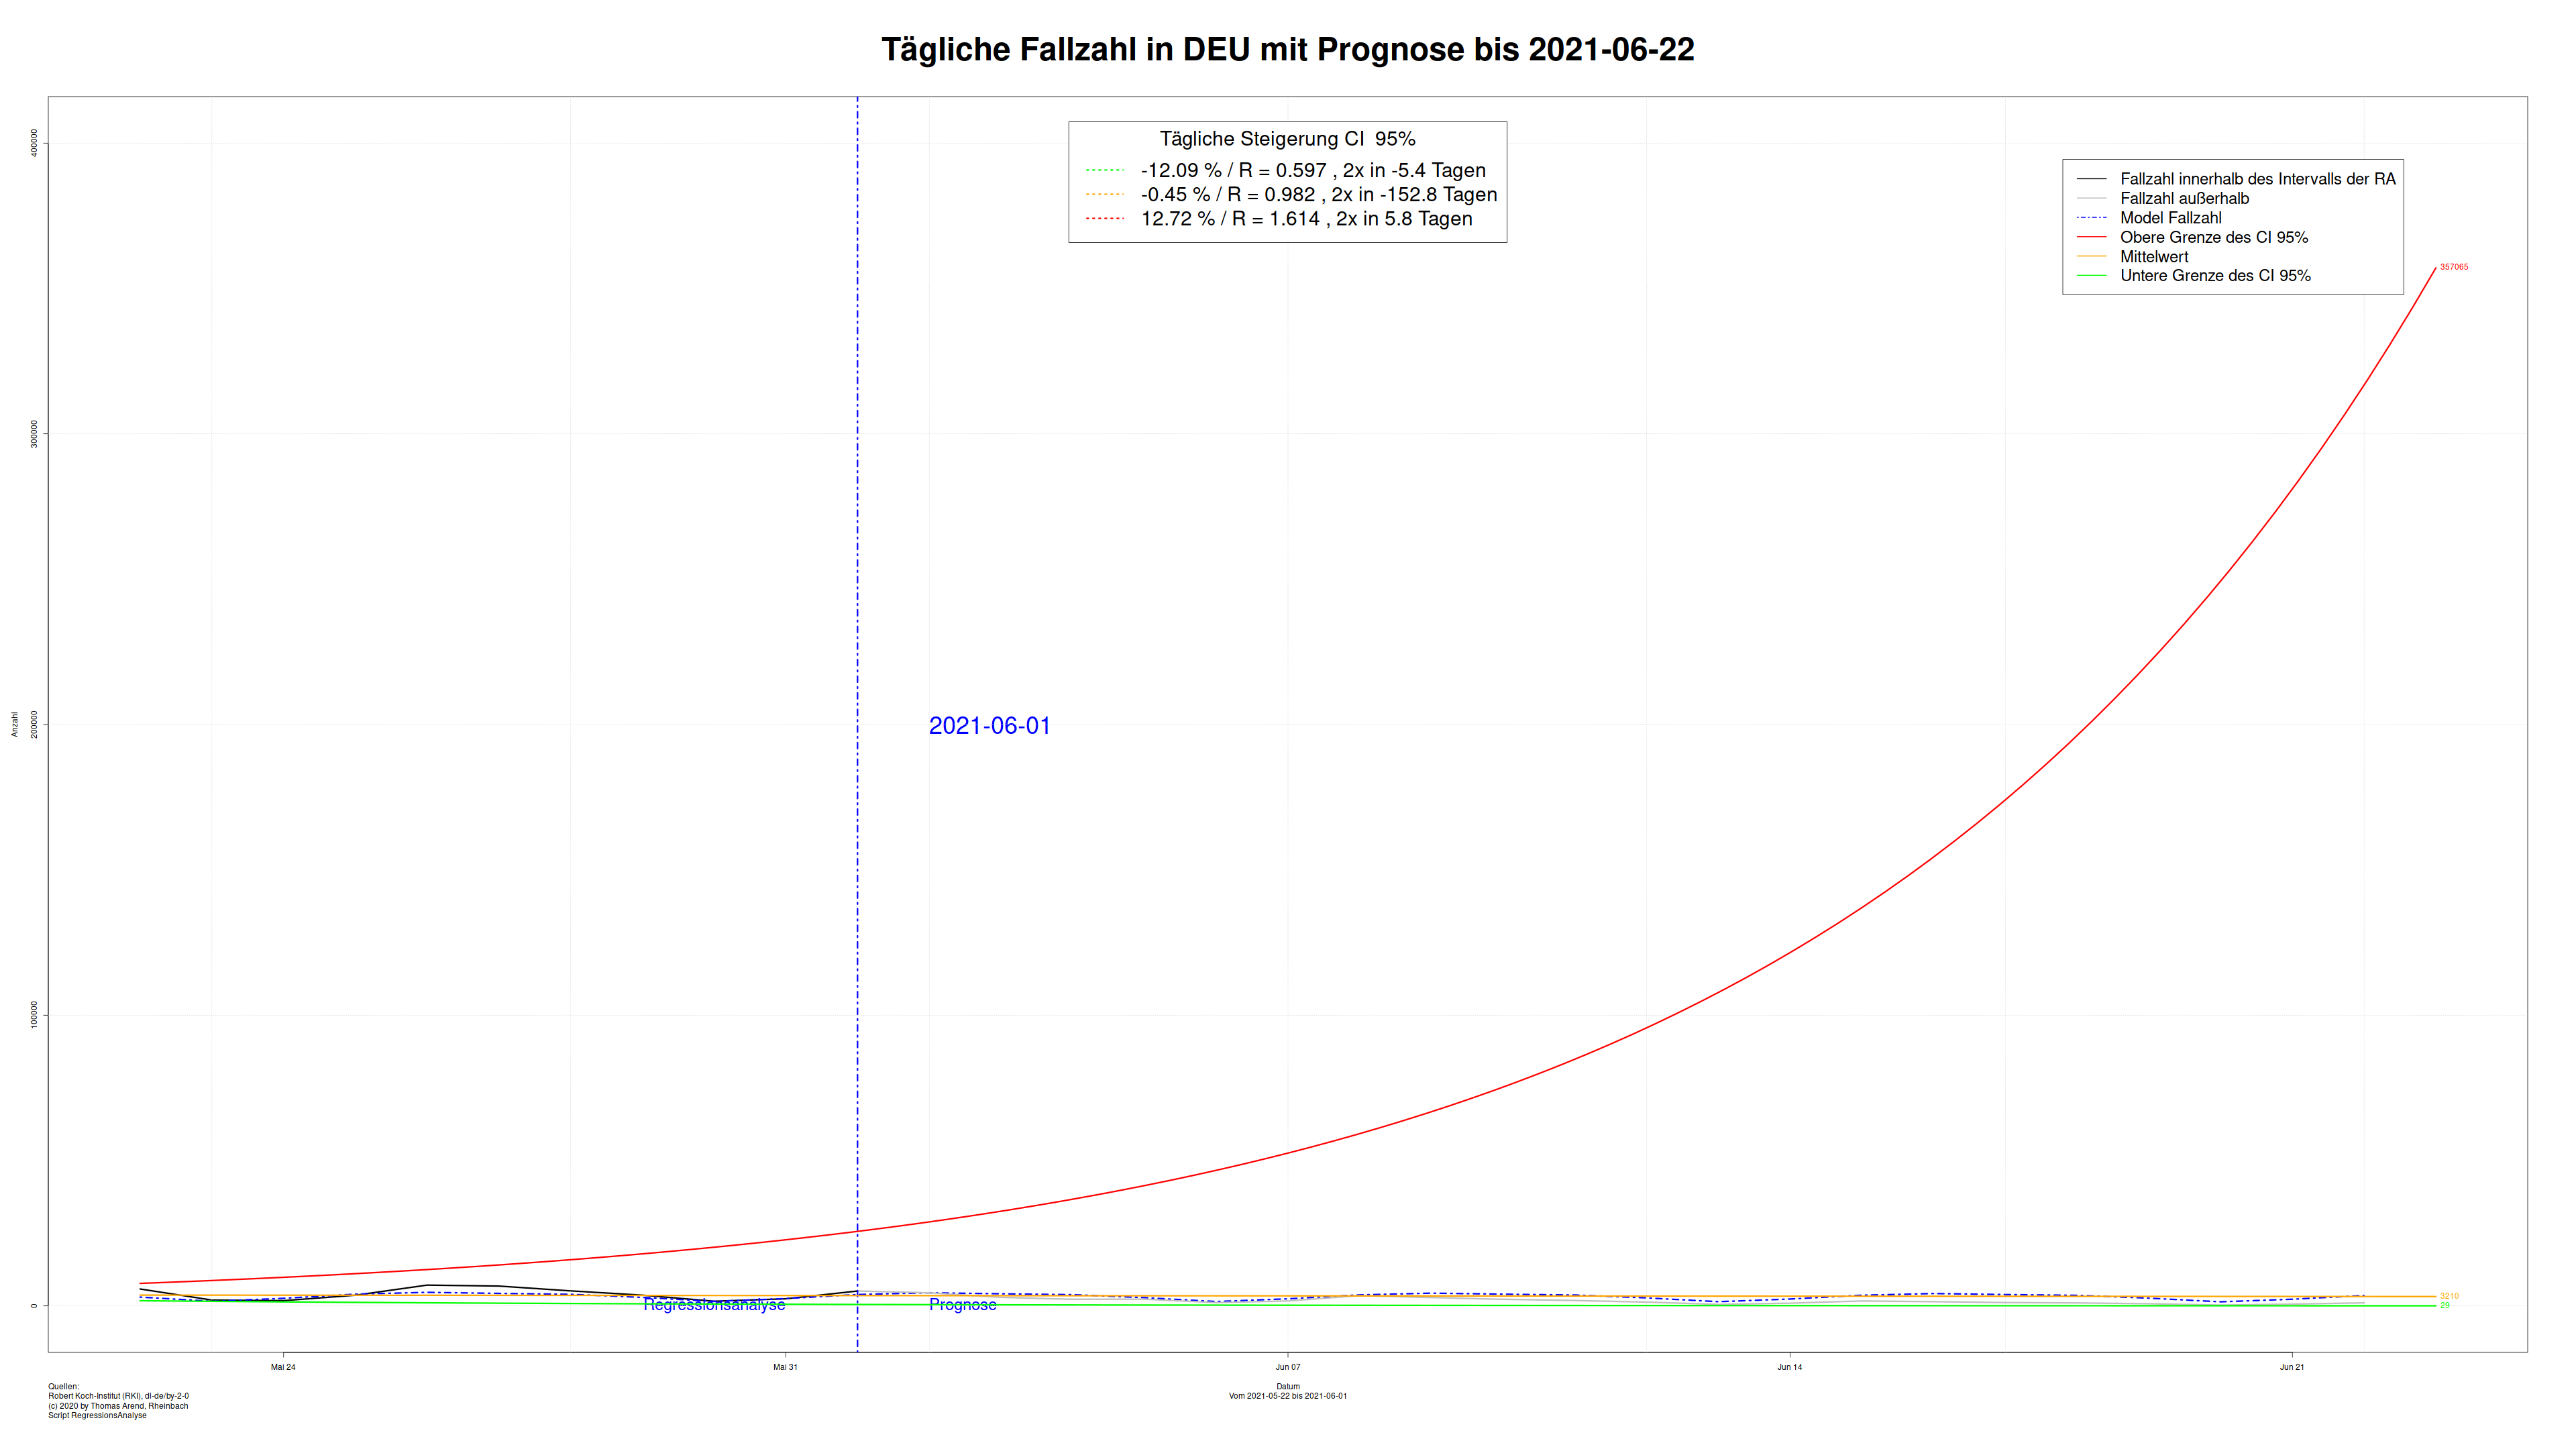 Tägliche Fallzahl in DEU mit Prognose bis 2021-06-22
Tägliche Steigerung CI  95%
-12.09 % / R = 0.597 , 2x in -5.4 Tagen
-0.45 % / R = 0.982 , 2x in -152.8 Tagen
12.72 % / R = 1.614 , 2x in 5.8 Tagen
Fallzahl innerhalb des Intervalls der RA
Fallzahl außerhalb
Model Fallzahl
Obere Grenze des CI 95%
Mittelwert
Untere Grenze des CI 95%
400000
300000
200000
100000
0
Anzahl
357065
2021-06-01
Regressionsanalyse
Prognose
3210
29
Mai 24
Mai 31
Jun 07
Jun 14
Jun 21
Datum
Vom 2021-05-22 bis 2021-06-01
Quellen:
Robert Koch-Institut (RKI), dl-de/by-2-0
(c) 2020 by Thomas Arend, Rheinbach
Script RegressionsAnalyse